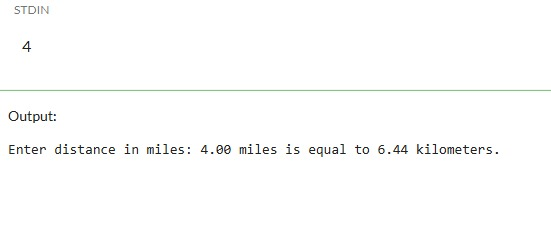 STDIN
4
Output:
Enter distance in miles: 4.00 miles is equal to 6.44 kilometers.